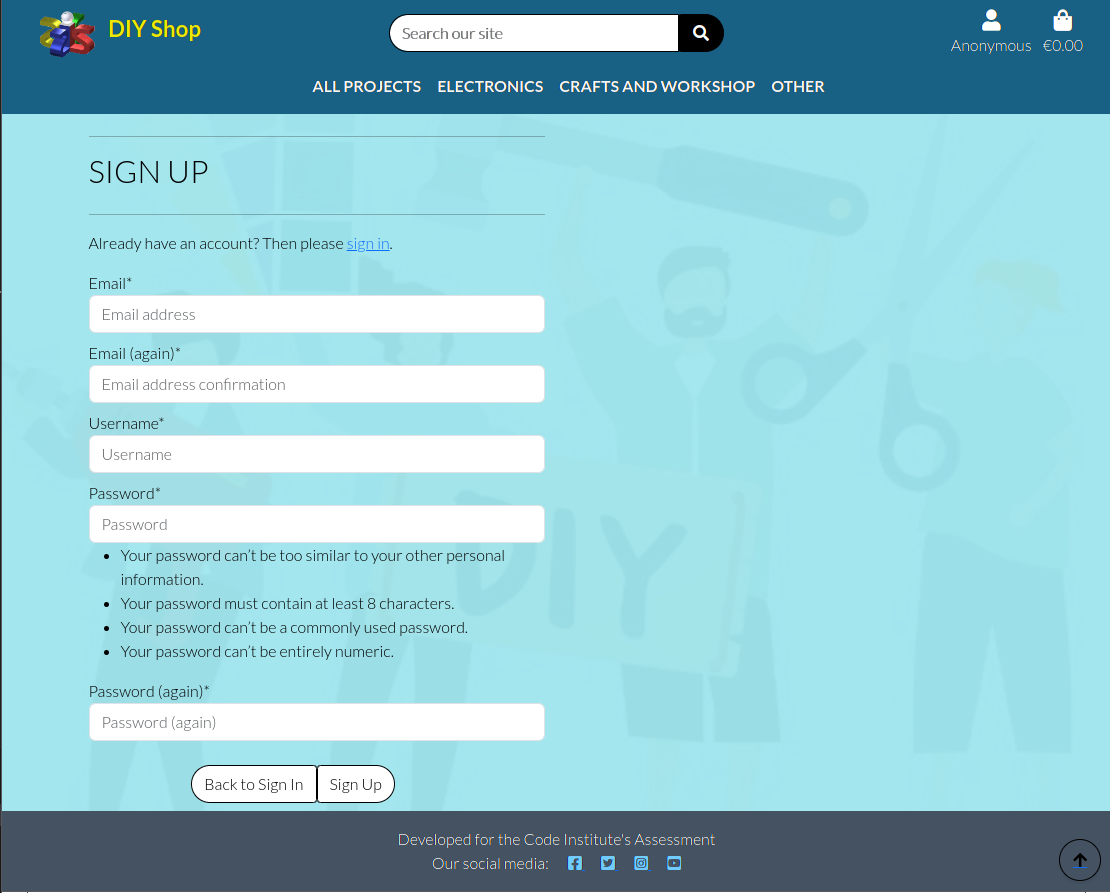 DIY Shop
Search our site
Anonymous
€0.00
ALL PROJECTS
ELECTRONICS
CRAFTS AND WORKSHOP
OTHER
SIGN UP
Already have an account? Then please sign in.
Email*
Email address
Email (again)*
Email address confirmation
Username*
Username
Password*
Password
Your password can’t be too similar to your other personal
information.
Your password must contain at least 8 characters.
Your password can’t be a commonly used password.
Your password can’t be entirely numeric.
Password (again)*
Password (again)
Back to Sign In
Sign Up
DIY
Developed for the Code Institute's Assessment
Our social media: